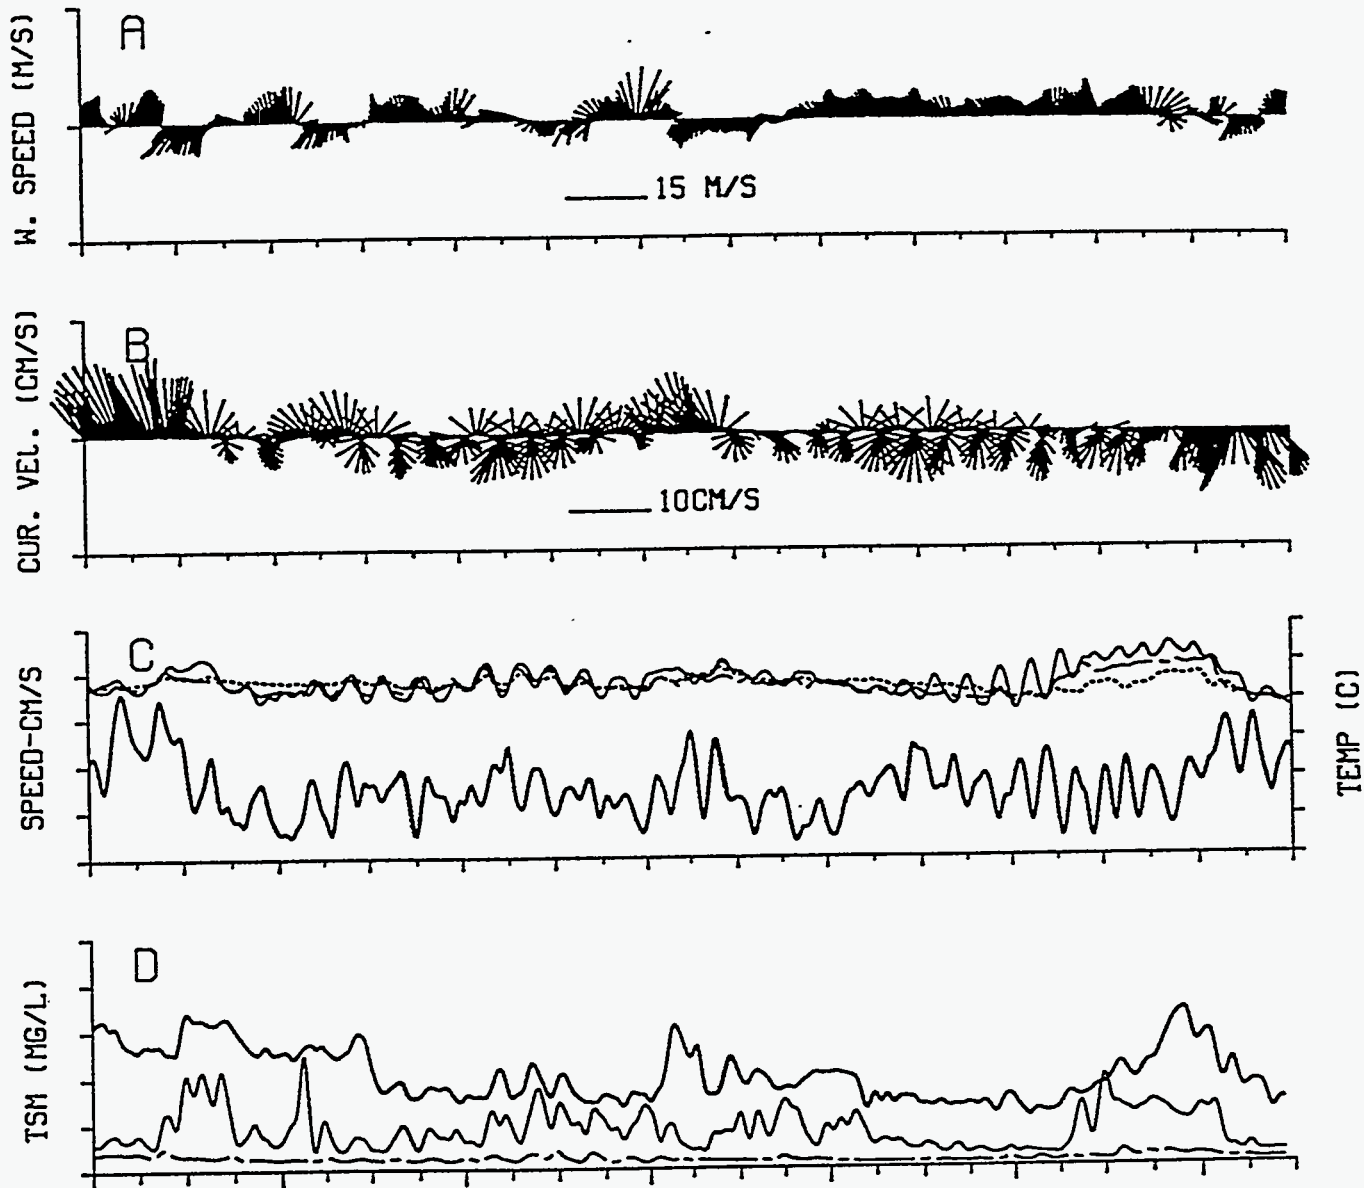 A
W. SPEED (M/S)
15 M/S
B
CUR. VEL. (CM/S)
10CM/S
C
SPEED-CM/S
TEMP (C)
D
TSM (MG/L)